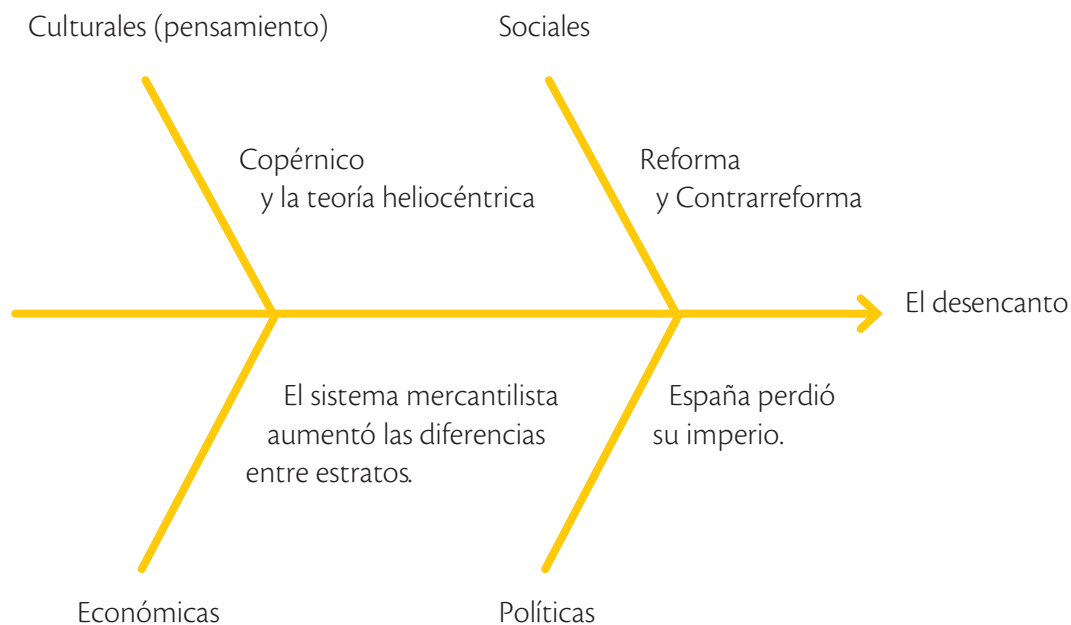 Culturales (pensamiento)
Sociales
Copérnico
y la teoría heliocéntrica
Reforma
y Contrarreforma
El desencanto
El sistema mercantilista
aumentó las diferencias
entre estratos.
España perdió
su imperio.
Económicas
Políticas